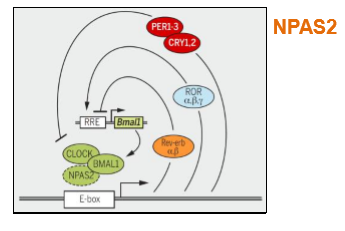 NPAS2
PER1-3
CRY1,2
ROR
α,β,γ
RRE
Bmal1
Rev-erb
α,β
CLOCK
BMAL1
NPAS2
E-box